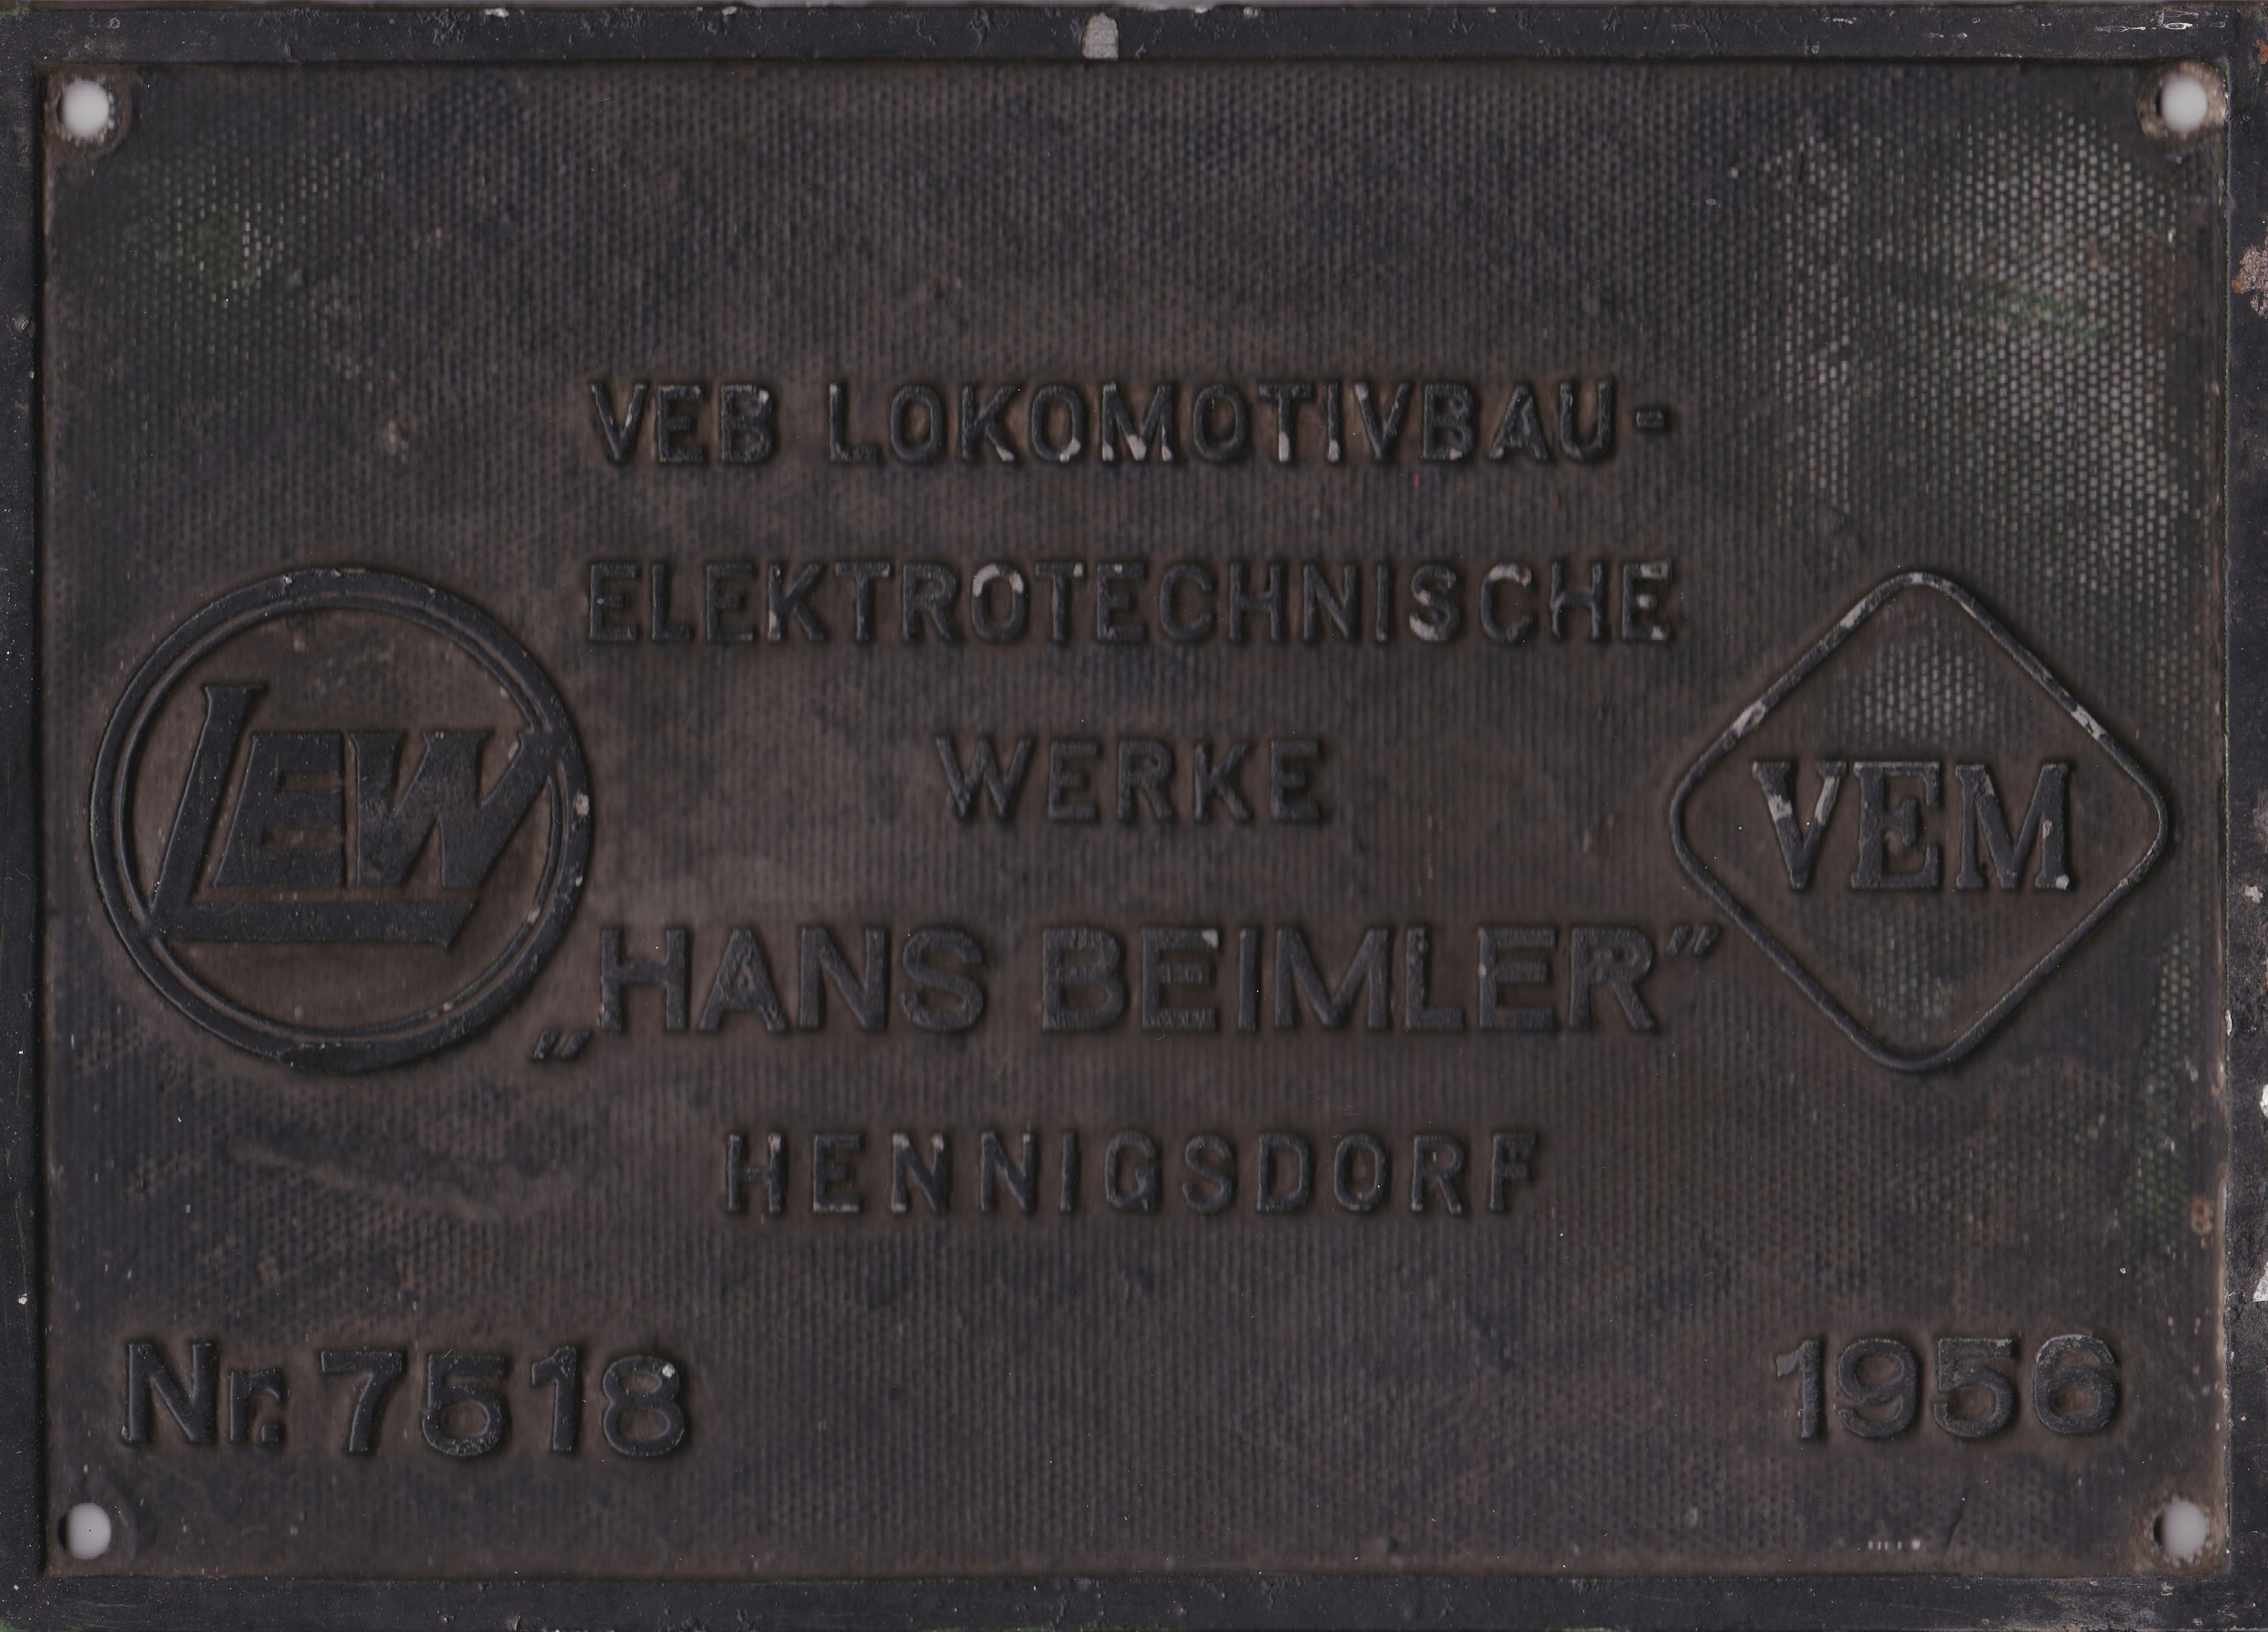 VEB LOKOMOTIVBAU-
ELEKTROTECHNISCHE
WERKE
„HANS BEIMLER”
HENNIGSDORF
LEW
VEM
Nr. 7518
1956